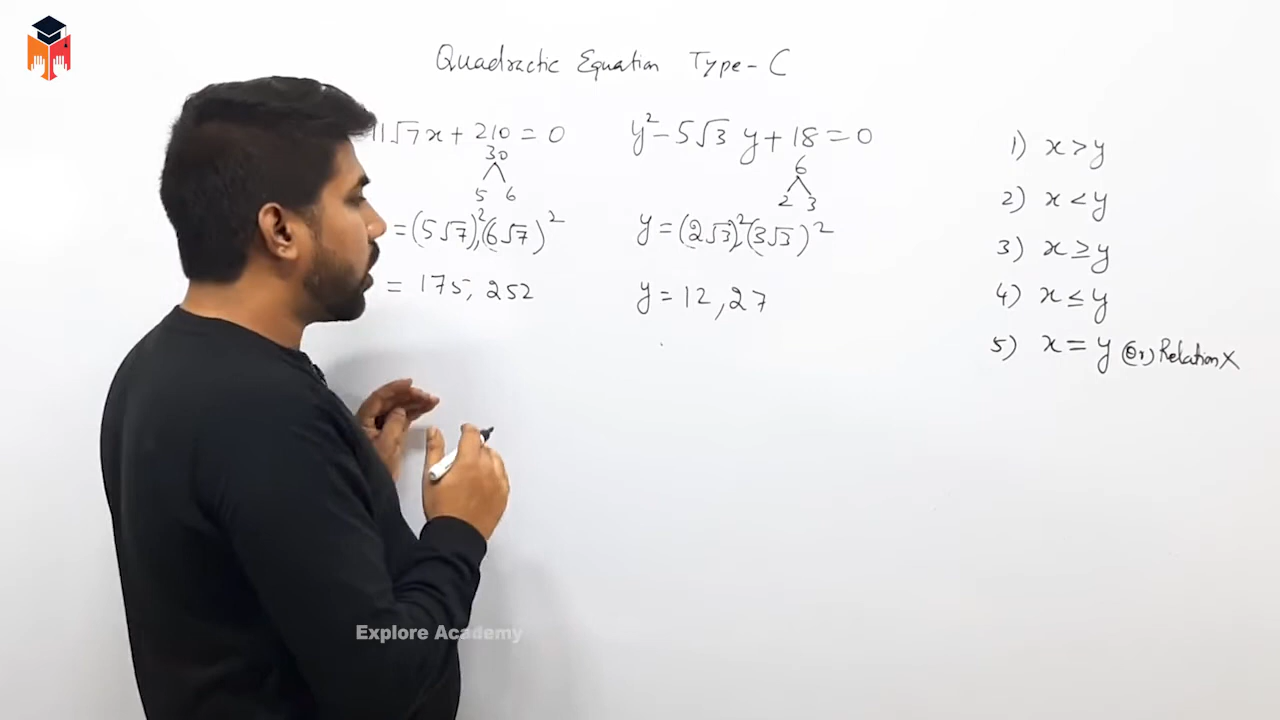 Quadractic Equation Type-C
11√7x + 210 = 0
30
5 6
= (5√7)², (6√7)²
= 175, 252
y² - 5√3 y + 18 = 0
6
2 3
y = (2√3)², (3√3)²
y = 12, 27
1) x > y
2) x < y
3) x ≥ y
4) x ≤ y
5) x = y (or) Relation X
Explore Academy